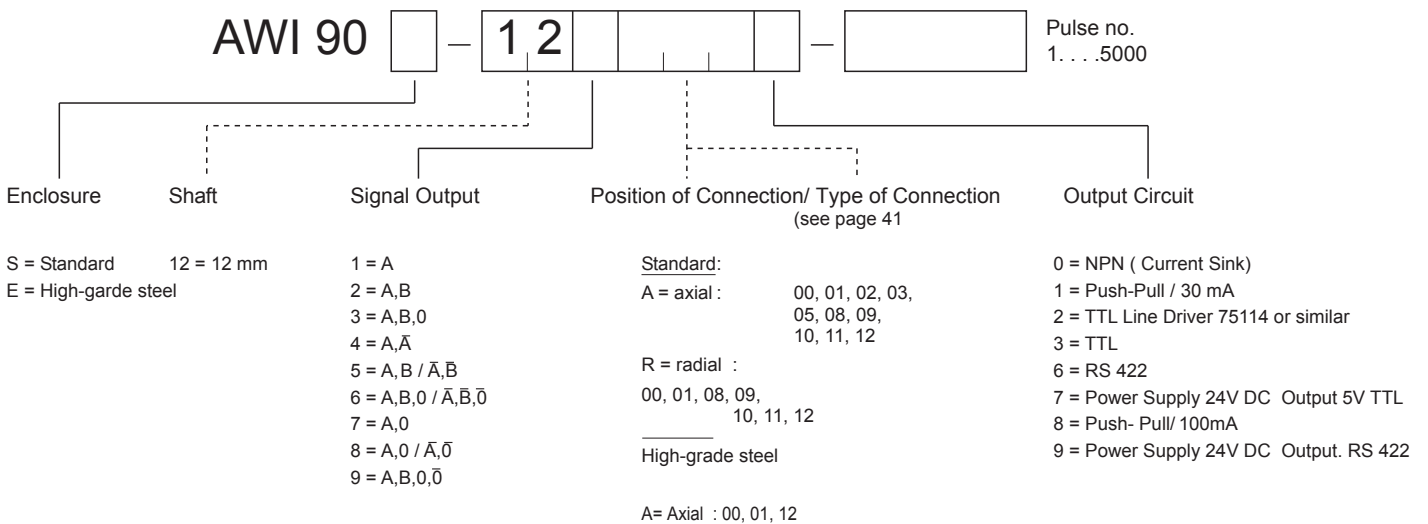 AWI 90 – 1 2 –
Pulse no.
1. . . .5000
Enclosure
S = Standard
E = High-garde steel
Shaft
12 = 12 mm
Signal Output
1 = A
2 = A,B
3 = A,B,0
4 = A,A̅
5 = A,B / A̅,B̅
6 = A,B,0 / A̅,B̅,0̅
7 = A,0
8 = A,0 / A̅,0̅
9 = A,B,0,0̅
Position of Connection/ Type of Connection
(see page 41
Standard:
A = axial : 00, 01, 02, 03,
05, 08, 09,
10, 11, 12
R = radial :
00, 01, 08, 09,
10, 11, 12
High-grade steel
A= Axial : 00, 01, 12
Output Circuit
0 = NPN ( Current Sink)
1 = Push-Pull / 30 mA
2 = TTL Line Driver 75114 or similar
3 = TTL
6 = RS 422
7 = Power Supply 24V DC Output 5V TTL
8 = Push- Pull/ 100mA
9 = Power Supply 24V DC Output. RS 422